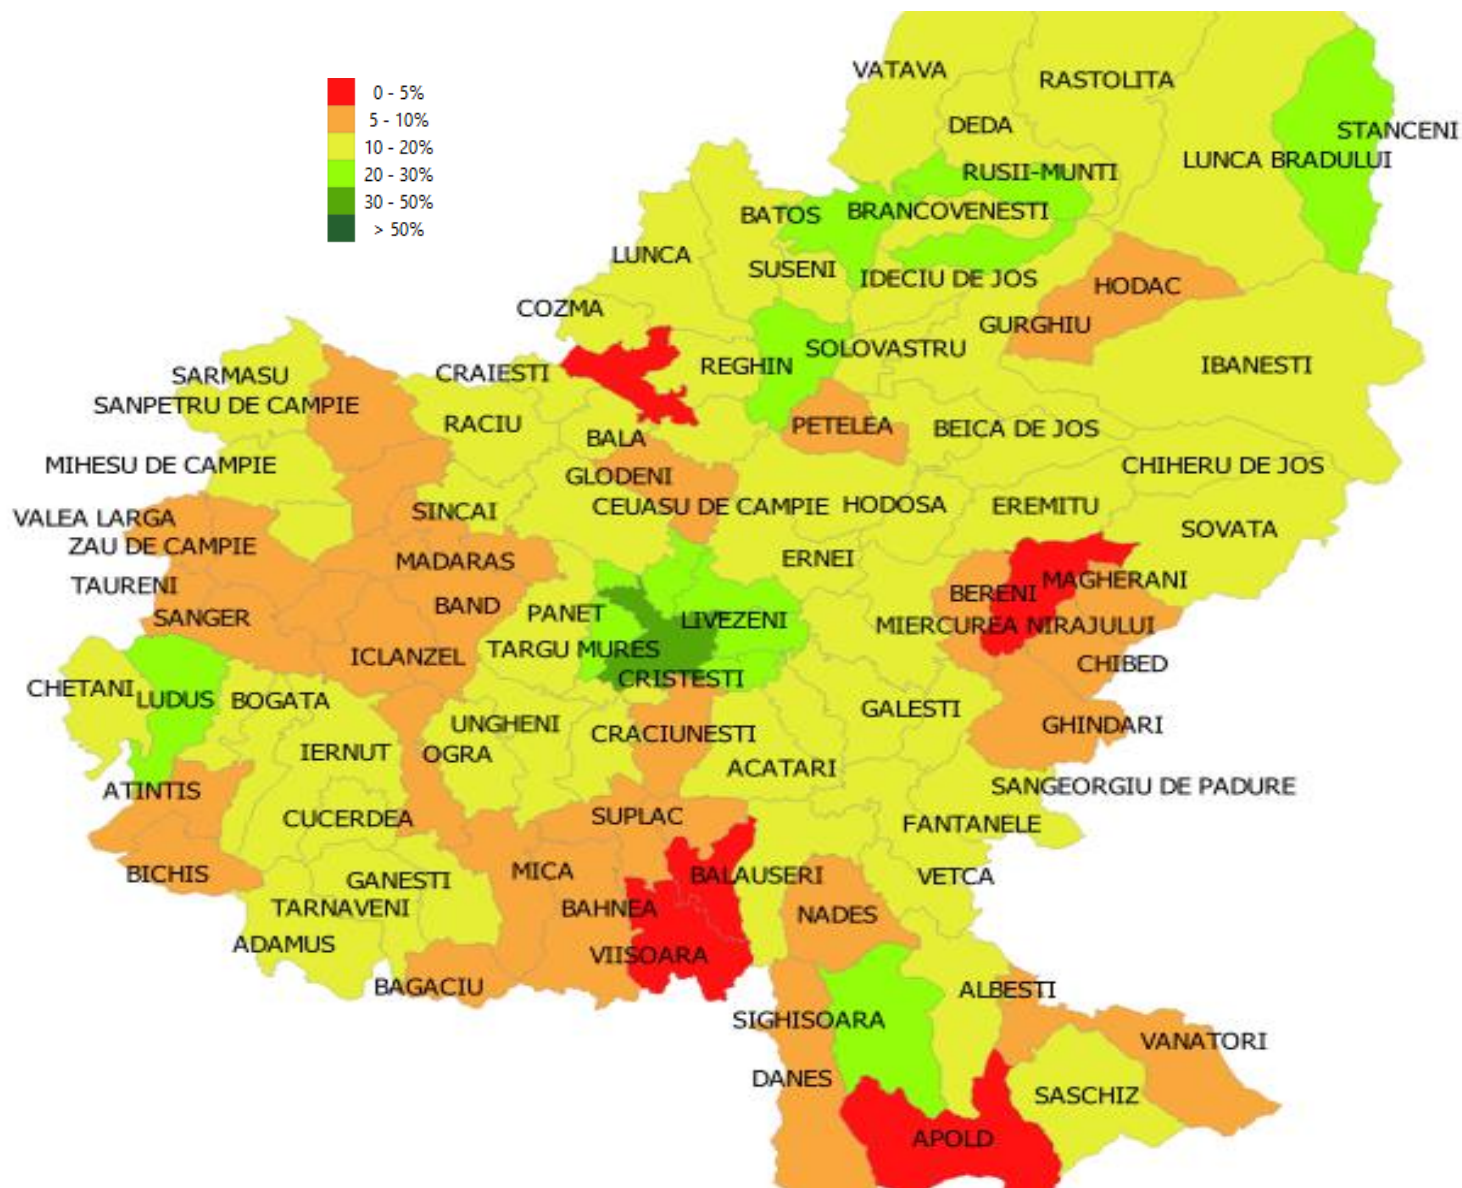 0 - 5%
5 - 10%
10 - 20%
20 - 30%
30 - 50%
> 50%
VATAVA
RASTOLITA
DEDA
STANCENI
LUNCA BRADULUI
RUSII-MUNTI
BATOS
BRANCOVENESTI
LUNCA
SUSENI
IDECIU DE JOS
HODAC
COZMA
GURGHIU
SOLOVASTRU
REGHIN
IBANESTI
CRAIESTI
SARMASU
SANPETRU DE CAMPIE
RACIU
PETELEA
BEICA DE JOS
BALA
MIHESU DE CAMPIE
CHIHERU DE JOS
GLODENI
CEUASU DE CAMPIE
HODOSA
EREMITU
SINCAI
VALEA LARGA
SOVATA
ZAU DE CAMPIE
ERNEI
MADARAS
TAURENI
MAGHERANI
BERENI
BAND
PANET
SANGER
LIVEZENI
MIERCUREA NIRAJULUI
TARGU MURES
ICLANZEL
CHIBED
CRISTESTI
CHETANI
LUDUS
BOGATA
GALESTI
UNGHENI
GHINDARI
CRACIUNESTI
IERNUT
OGRA
ACATARI
ATINTIS
SANGEORGIU DE PADURE
CUCERDEA
SUPLAC
FANTANELE
BICHIS
MICA
BALAUSERI
VETCA
GANESTI
TARNAVENI
BAHNEA
NADES
ADAMUS
VIISOARA
BAGACIU
ALBESTI
SIGHISOARA
VANATORI
DANES
SASCHIZ
APOLD